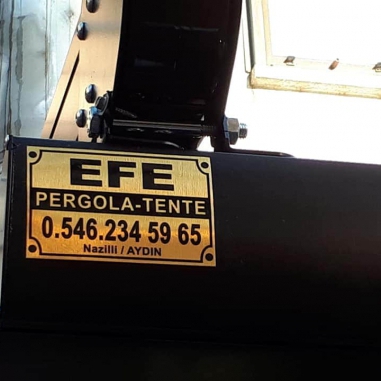 EFE
PERGOLA-TENTE
0.546.234 59 65
Nazilli / AYDIN